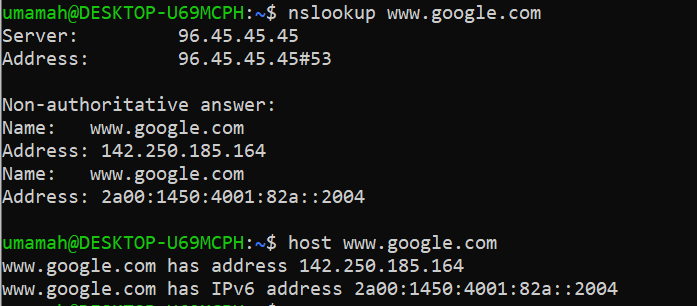 umamah@DESKTOP-U69MCPH:~$ nslookup www.google.com
Server:         96.45.45.45
Address:        96.45.45.45#53
Non-authoritative answer:
Name:   www.google.com
Address: 142.250.185.164
Name:   www.google.com
Address: 2a00:1450:4001:82a::2004
umamah@DESKTOP-U69MCPH:~$ host www.google.com
www.google.com has address 142.250.185.164
www.google.com has IPv6 address 2a00:1450:4001:82a::2004